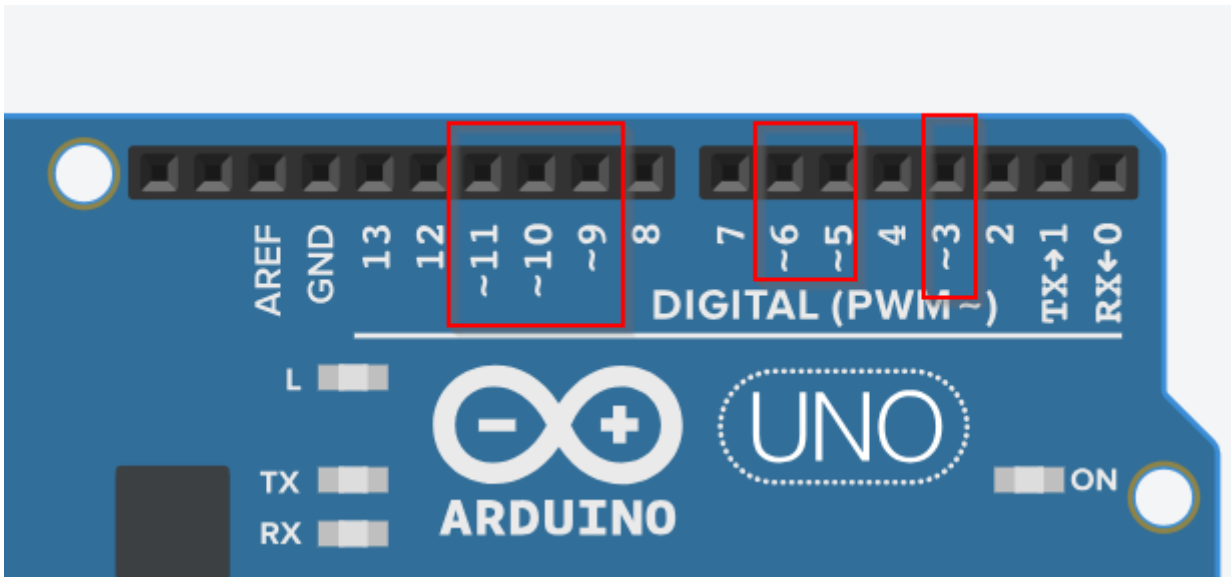 AREF GND 13 12 ~11 ~10 ~9 8 7 ~6 ~5 4 ~3 2 TX→1 RX←0
DIGITAL (PWM ~)
L
UNO
TX
ON
RX
ARDUINO